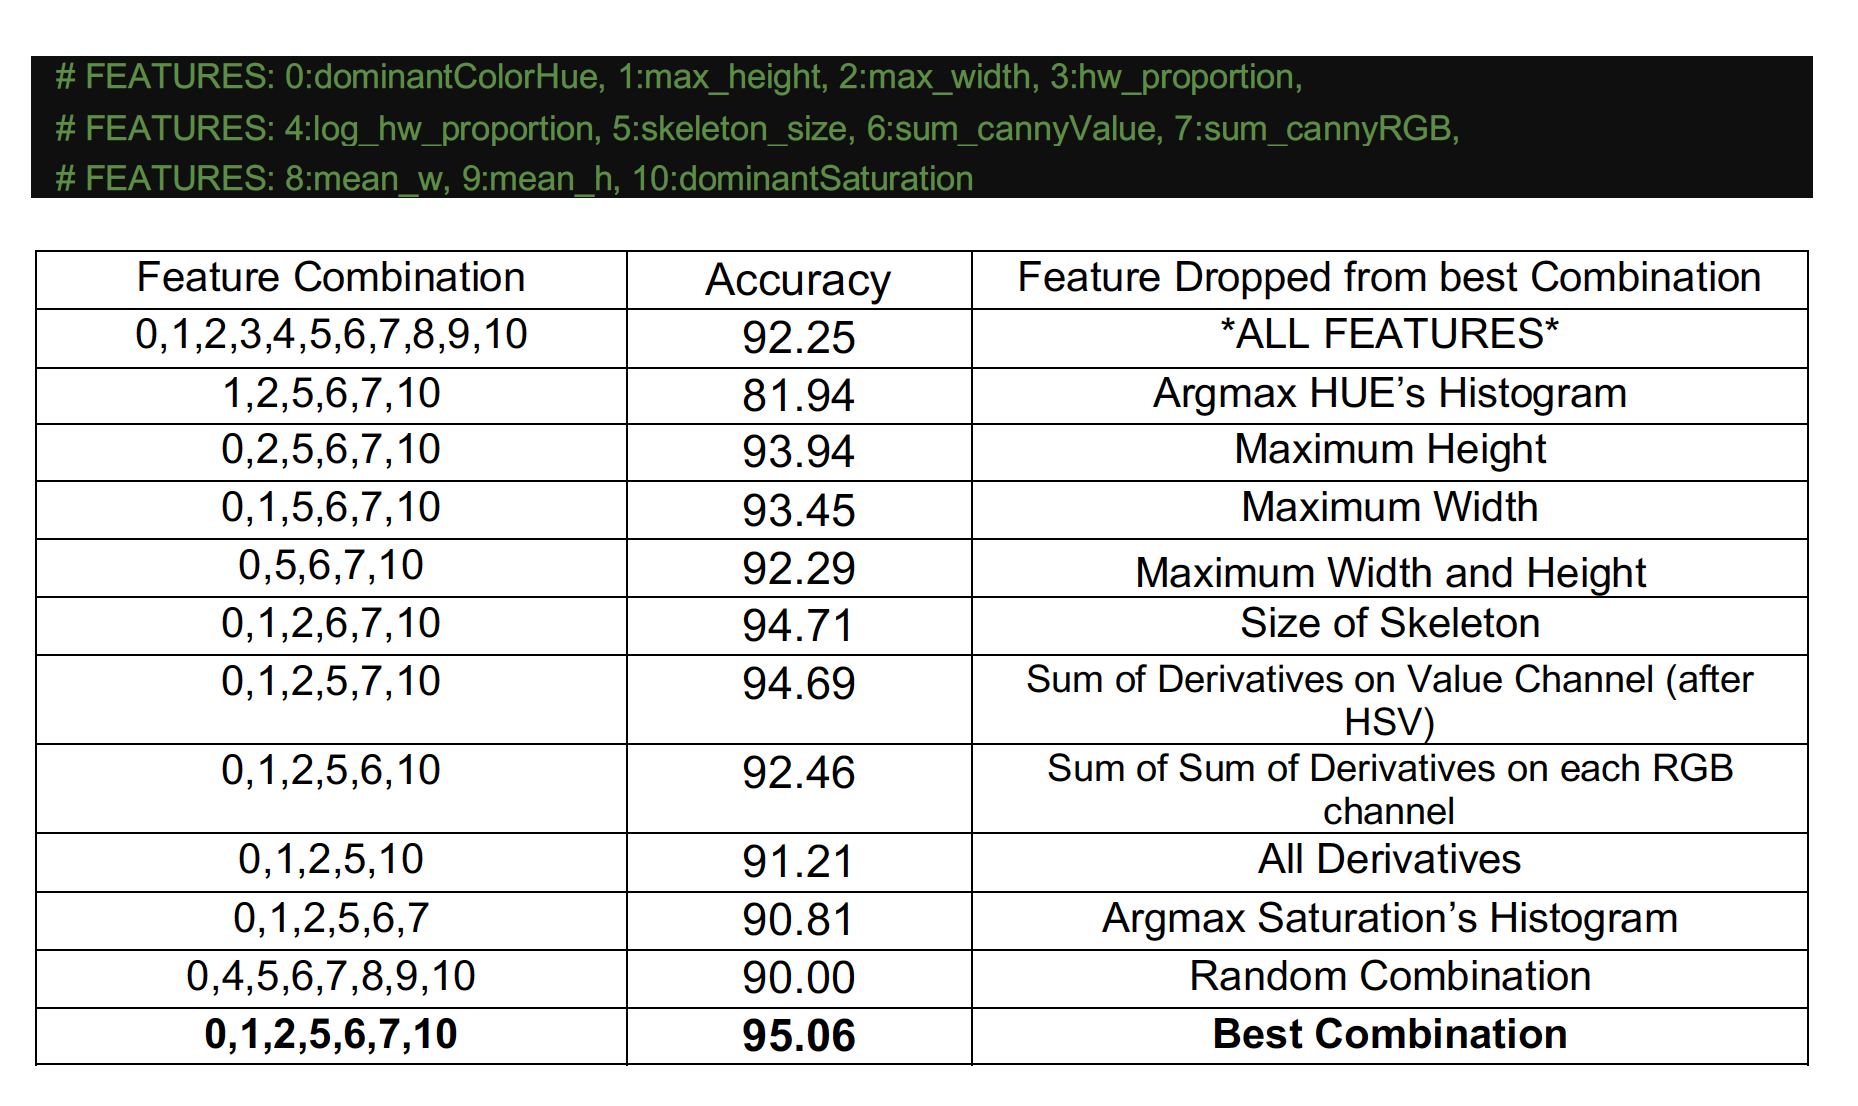 # FEATURES: 0:dominantColorHue, 1:max_height, 2:max_width, 3:hw_proportion,
# FEATURES: 4:log_hw_proportion, 5:skeleton_size, 6:sum_cannyValue, 7:sum_cannyRGB,
# FEATURES: 8:mean_w, 9:mean_h, 10:dominantSaturation
Feature Combination Accuracy Feature Dropped from best Combination
0,1,2,3,4,5,6,7,8,9,10 92.25 *ALL FEATURES*
1,2,5,6,7,10 81.94 Argmax HUE’s Histogram
0,2,5,6,7,10 93.94 Maximum Height
0,1,5,6,7,10 93.45 Maximum Width
0,5,6,7,10 92.29 Maximum Width and Height
0,1,2,6,7,10 94.71 Size of Skeleton
0,1,2,5,7,10 94.69 Sum of Derivatives on Value Channel (after
HSV)
0,1,2,5,6,10 92.46 Sum of Sum of Derivatives on each RGB
channel
0,1,2,5,10 91.21 All Derivatives
0,1,2,5,6,7 90.81 Argmax Saturation’s Histogram
0,4,5,6,7,8,9,10 90.00 Random Combination
0,1,2,5,6,7,10 95.06 Best Combination